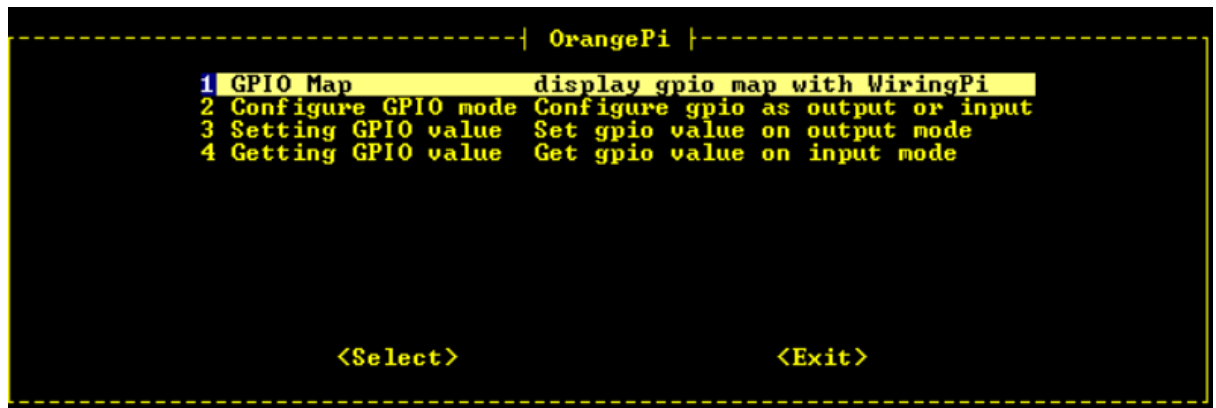 OrangePi
1 GPIO Map display gpio map with WiringPi
2 Configure GPIO mode Configure gpio as output or input
3 Setting GPIO value Set gpio value on output mode
4 Getting GPIO value Get gpio value on input mode
<Select> <Exit>